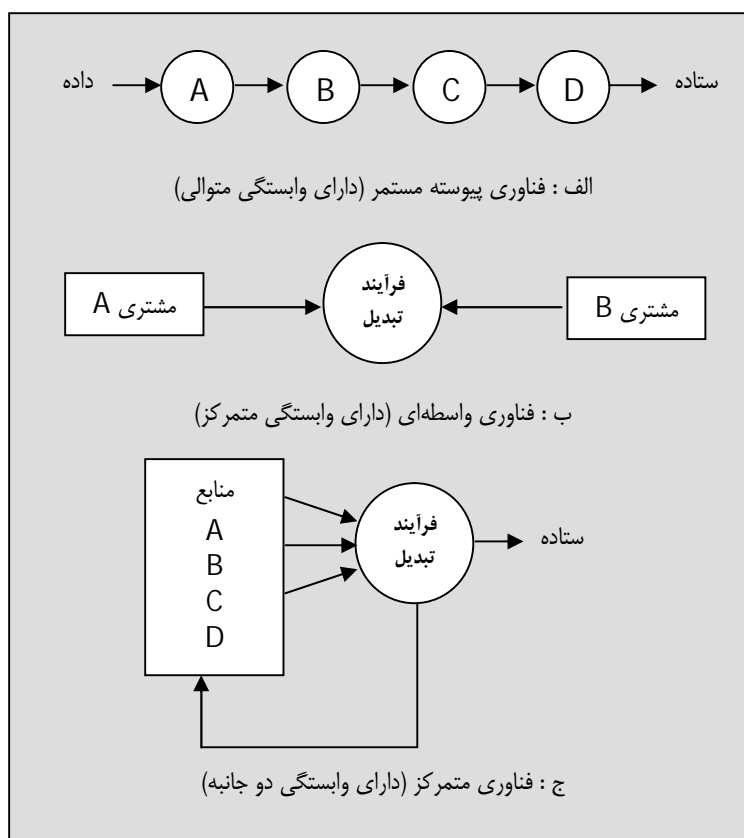 داده A B C D ستاده
الف : فناوری پیوسته مستمر (دارای وابستگی متوالی)
مشتری A
فرآیند
تبدیل
مشتری B
ب : فناوری واسطه‌ای (دارای وابستگی متمرکز)
منابع
A
B
C
D
فرآیند
تبدیل
ستاده
ج : فناوری متمرکز (دارای وابستگی دو جانبه)